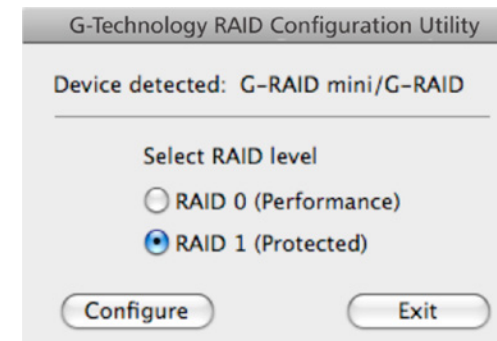 G-Technology RAID Configuration Utility
Device detected: G-RAID mini/G-RAID
Select RAID level
RAID 0 (Performance)
RAID 1 (Protected)
Configure Exit